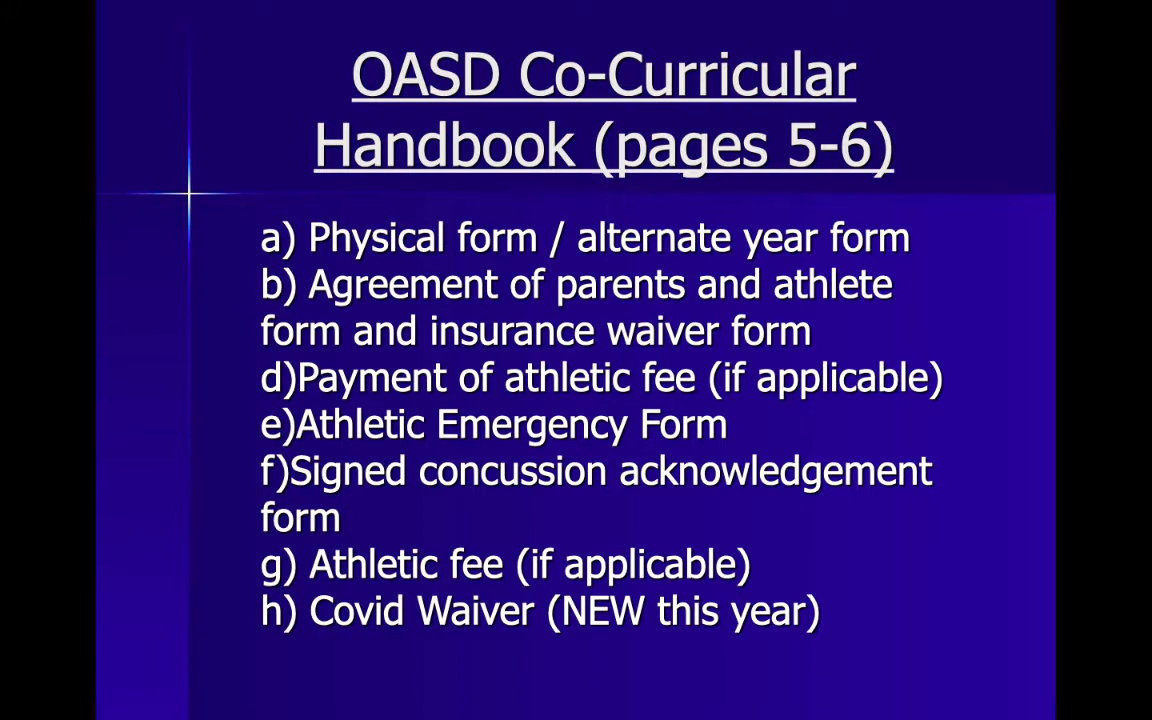 OASD Co-Curricular
Handbook (pages 5-6)
a) Physical form / alternate year form
b) Agreement of parents and athlete
form and insurance waiver form
d)Payment of athletic fee (if applicable)
e)Athletic Emergency Form
f)Signed concussion acknowledgement
form
g) Athletic fee (if applicable)
h) Covid Waiver (NEW this year)